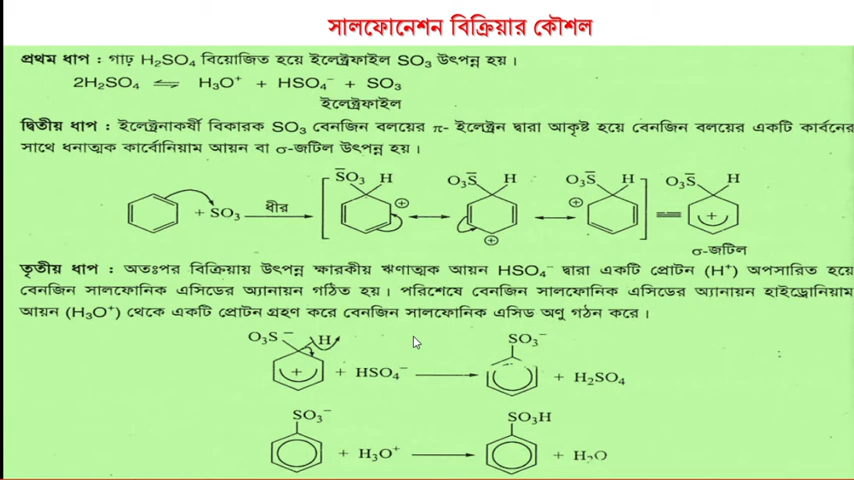 সালফোনেশন বিক্রিয়ার কৌশল
প্রথম ধাপ : গাঢ় H₂SO₄ বিয়োজিত হয়ে ইলেক্ট্রফাইল SO₃ উৎপন্ন হয়।
2H₂SO₄ ⇌ H₃O⁺ + HSO₄⁻ + SO₃
ইলেক্ট্রফাইল
দ্বিতীয় ধাপ : ইলেক্ট্রনাকর্ষী বিকারক SO₃ বেনজিন বলয়ের π- ইলেক্ট্রন দ্বারা আকৃষ্ট হয়ে বেনজিন বলয়ের একটি কার্বনের
সাথে ধনাত্মক কার্বোনিয়াম আয়ন বা σ-জটিল উৎপন্ন হয়।
+ SO₃ ধীর S̄O₃ H ⊕ O₃S̄ H ⊕ O₃S̄ H ⊕ O₃S̄ H +
σ-জটিল
তৃতীয় ধাপ : অতঃপর বিক্রিয়ায় উৎপন্ন ক্ষারকীয় ঋণাত্মক আয়ন HSO₄⁻ দ্বারা একটি প্রোটন (H⁺) অপসারিত হয়ে
বেনজিন সালফোনিক এসিডের অ্যানায়ন গঠিত হয়। পরিশেষে বেনজিন সালফোনিক এসিডের অ্যানায়ন হাইড্রোনিয়াম
আয়ন (H₃O⁺) থেকে একটি প্রোটন গ্রহণ করে বেনজিন সালফোনিক এসিড অণু গঠন করে।
O₃S⁻ H SO₃⁻
+ + HSO₄⁻ ⟶ + H₂SO₄
SO₃⁻ SO₃H
+ H₃O⁺ ⟶ + H₂O